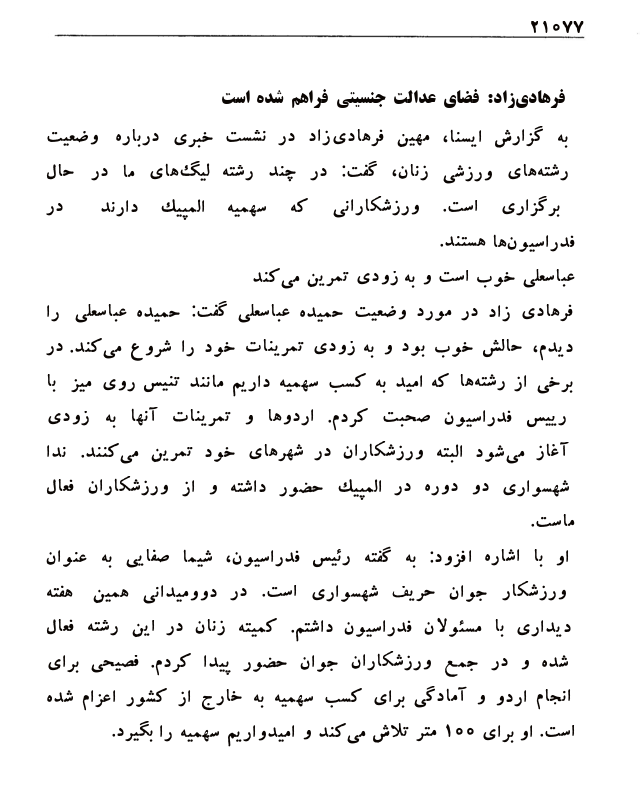 ۲۱۰۷۷
فرهادی‌زاد: فضای عدالت جنسیتی فراهم شده است
به گزارش ایسنا، مهین فرهادی‌زاد در نشست خبری درباره وضعیت
رشته‌های ورزشی زنان، گفت: در چند رشته لیگ‌های ما در حال
برگزاری است. ورزشکارانی که سهمیه المپیک دارند در
فدراسیون‌ها هستند.
عباسعلی خوب است و به زودی تمرین می‌کند
فرهادی زاد در مورد وضعیت حمیده عباسعلی گفت: حمیده عباسعلی را
دیدم، حالش خوب بود و به زودی تمرینات خود را شروع می‌کند. در
برخی از رشته‌ها که امید به کسب سهمیه داریم مانند تنیس روی میز با
رییس فدراسیون صحبت کردم. اردوها و تمرینات آنها به زودی
آغاز می‌شود البته ورزشکاران در شهرهای خود تمرین می‌کنند. ندا
شهسواری دو دوره در المپیک حضور داشته و از ورزشکاران فعال
ماست.
او با اشاره افزود: به گفته رئیس فدراسیون، شیما صفایی به عنوان
ورزشکار جوان حریف شهسواری است. در دوومیدانی همین هفته
دیداری با مسئولان فدراسیون داشتم. کمیته زنان در این رشته فعال
شده و در جمع ورزشکاران جوان حضور پیدا کردم. فصیحی برای
انجام اردو و آمادگی برای کسب سهمیه به خارج از کشور اعزام شده
است. او برای ۱۰۰ متر تلاش می‌کند و امیدواریم سهمیه را بگیرد.